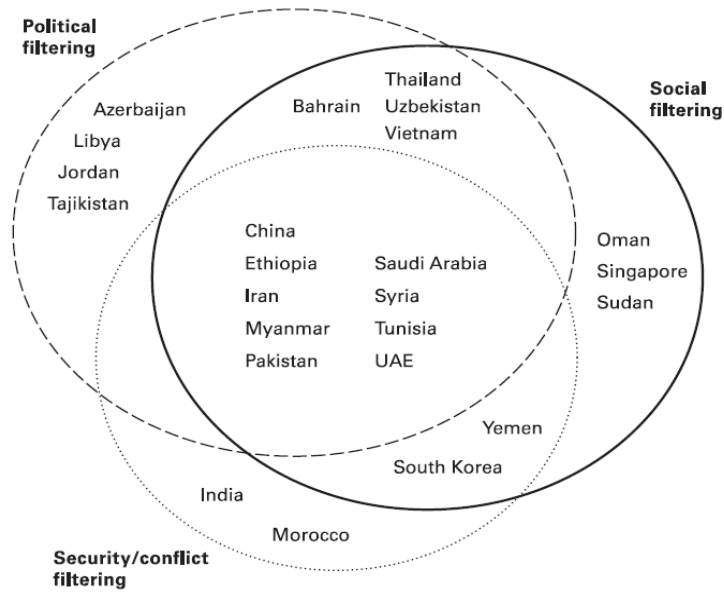 Political
filtering
Social
filtering
Azerbaijan
Libya
Jordan
Tajikistan
Bahrain
Thailand
Uzbekistan
Vietnam
China
Ethiopia
Iran
Myanmar
Pakistan
Saudi Arabia
Syria
Tunisia
UAE
Oman
Singapore
Sudan
Yemen
South Korea
India
Morocco
Security/conflict
filtering